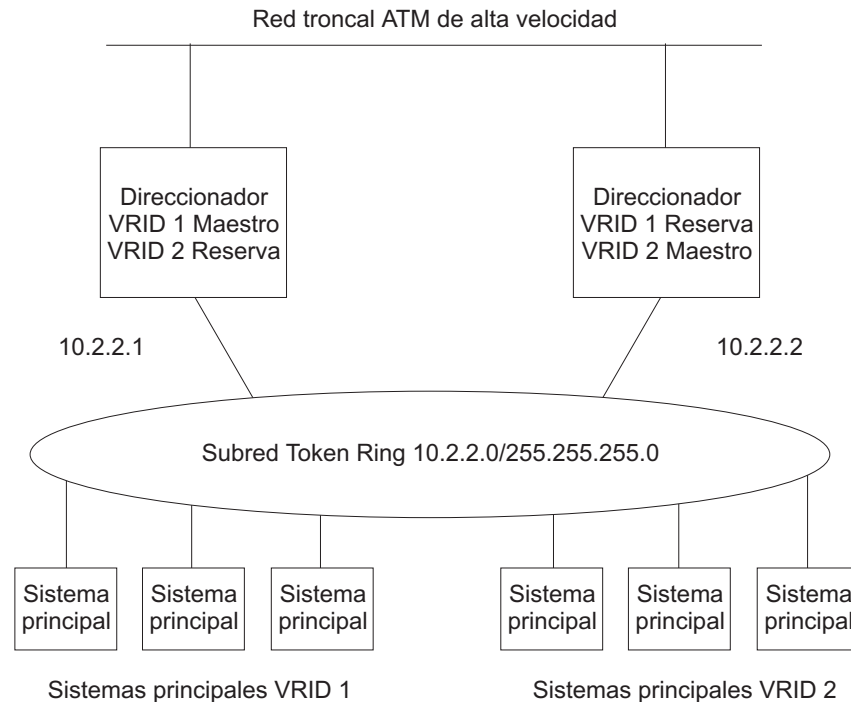 Red troncal ATM de alta velocidad
Direccionador
VRID 1 Maestro
VRID 2 Reserva
Direccionador
VRID 1 Reserva
VRID 2 Maestro
10.2.2.1
10.2.2.2
Subred Token Ring 10.2.2.0/255.255.255.0
Sistema
principal
Sistema
principal
Sistema
principal
Sistema
principal
Sistema
principal
Sistema
principal
Sistemas principales VRID 1
Sistemas principales VRID 2